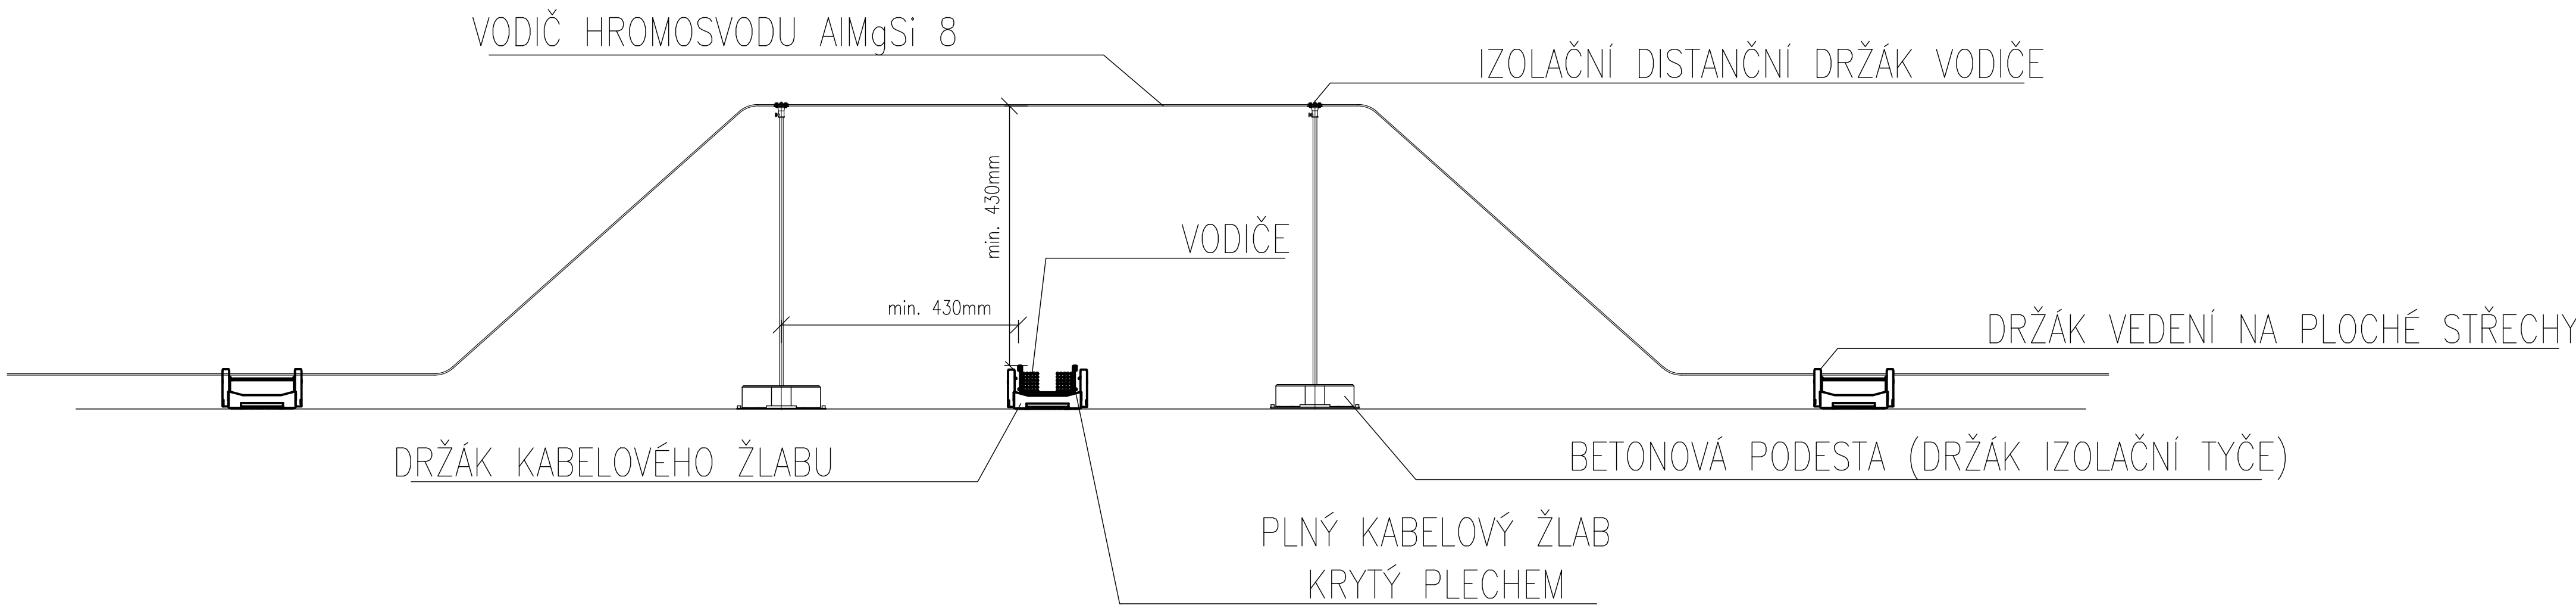 VODIČ HROMOSVODU AlMgSi 8
IZOLAČNÍ DISTANČNÍ DRŽÁK VODIČE
min. 430mm
VODIČE
min. 430mm
DRŽÁK VEDENÍ NA PLOCHÉ STŘECHY
DRŽÁK KABELOVÉHO ŽLABU
BETONOVÁ PODESTA (DRŽÁK IZOLAČNÍ TYČE)
PLNÝ KABELOVÝ ŽLAB
KRYTÝ PLECHEM